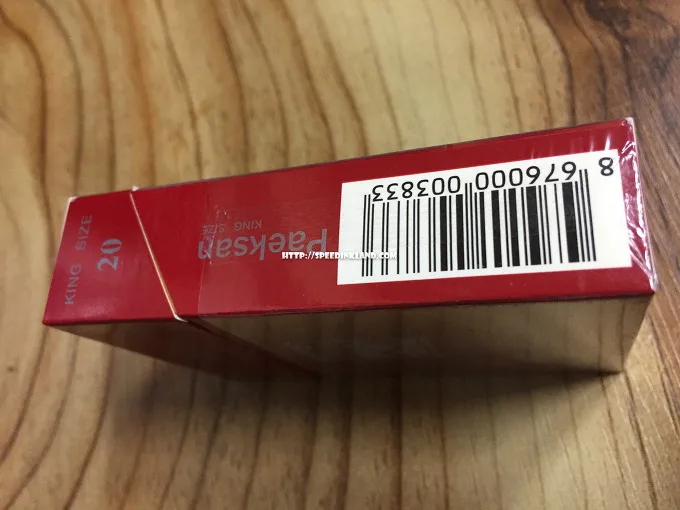 KING SIZE
20
Paeksan
KING SIZE
HTTP://SPEEDINKLAND.COM
8 676000 003833